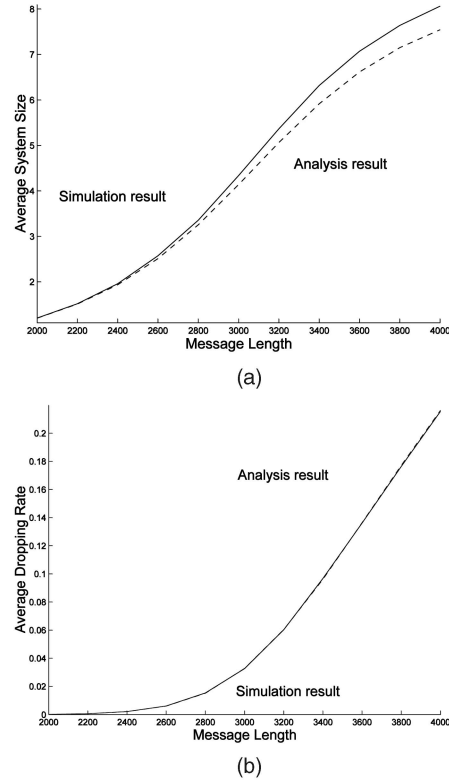 8
7
6
5
4
3
2
Average System Size
Simulation result
Analysis result
2000 2200 2400 2600 2800 3000 3200 3400 3600 3800 4000
Message Length
(a)
0.2
0.18
0.16
0.14
0.12
0.1
0.08
0.06
0.04
0.02
0
Average Dropping Rate
Analysis result
Simulation result
2000 2200 2400 2600 2800 3000 3200 3400 3600 3800 4000
Message Length
(b)